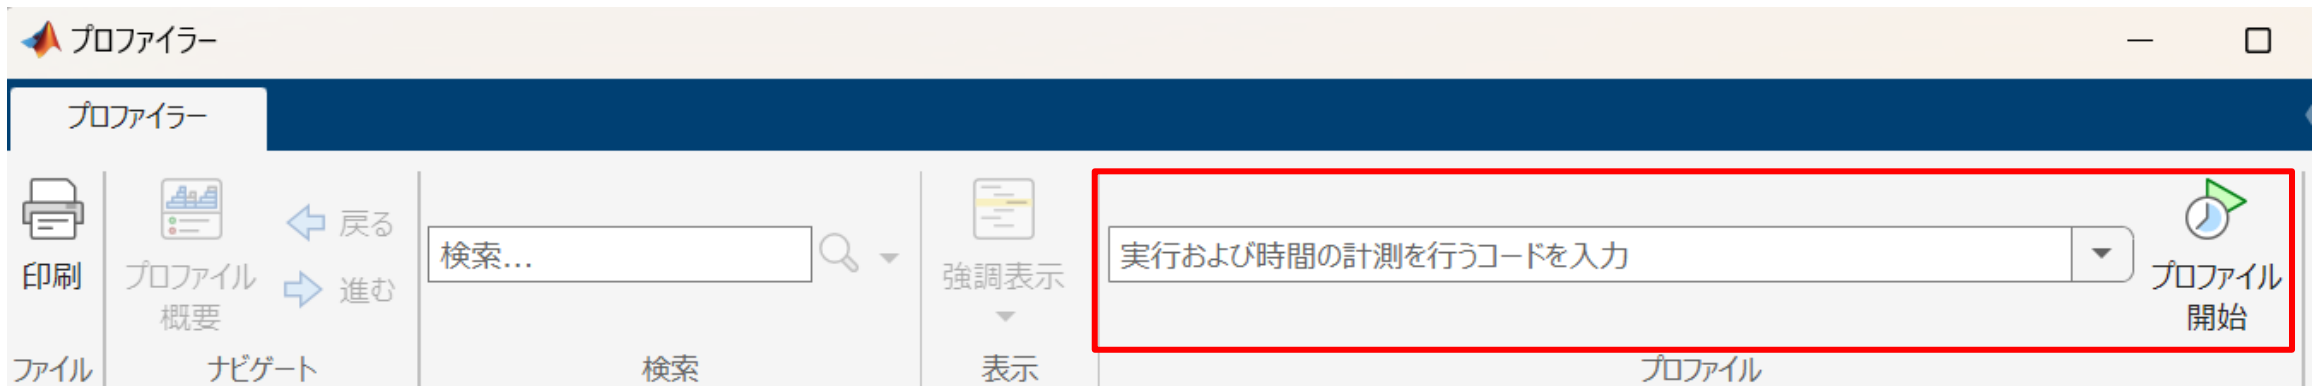 プロファイラー
プロファイラー
印刷
プロファイル
概要
戻る
進む
検索...
強調表示
実行および時間の計測を行うコードを入力
プロファイル
開始
ファイル
ナビゲート
検索
表示
プロファイル